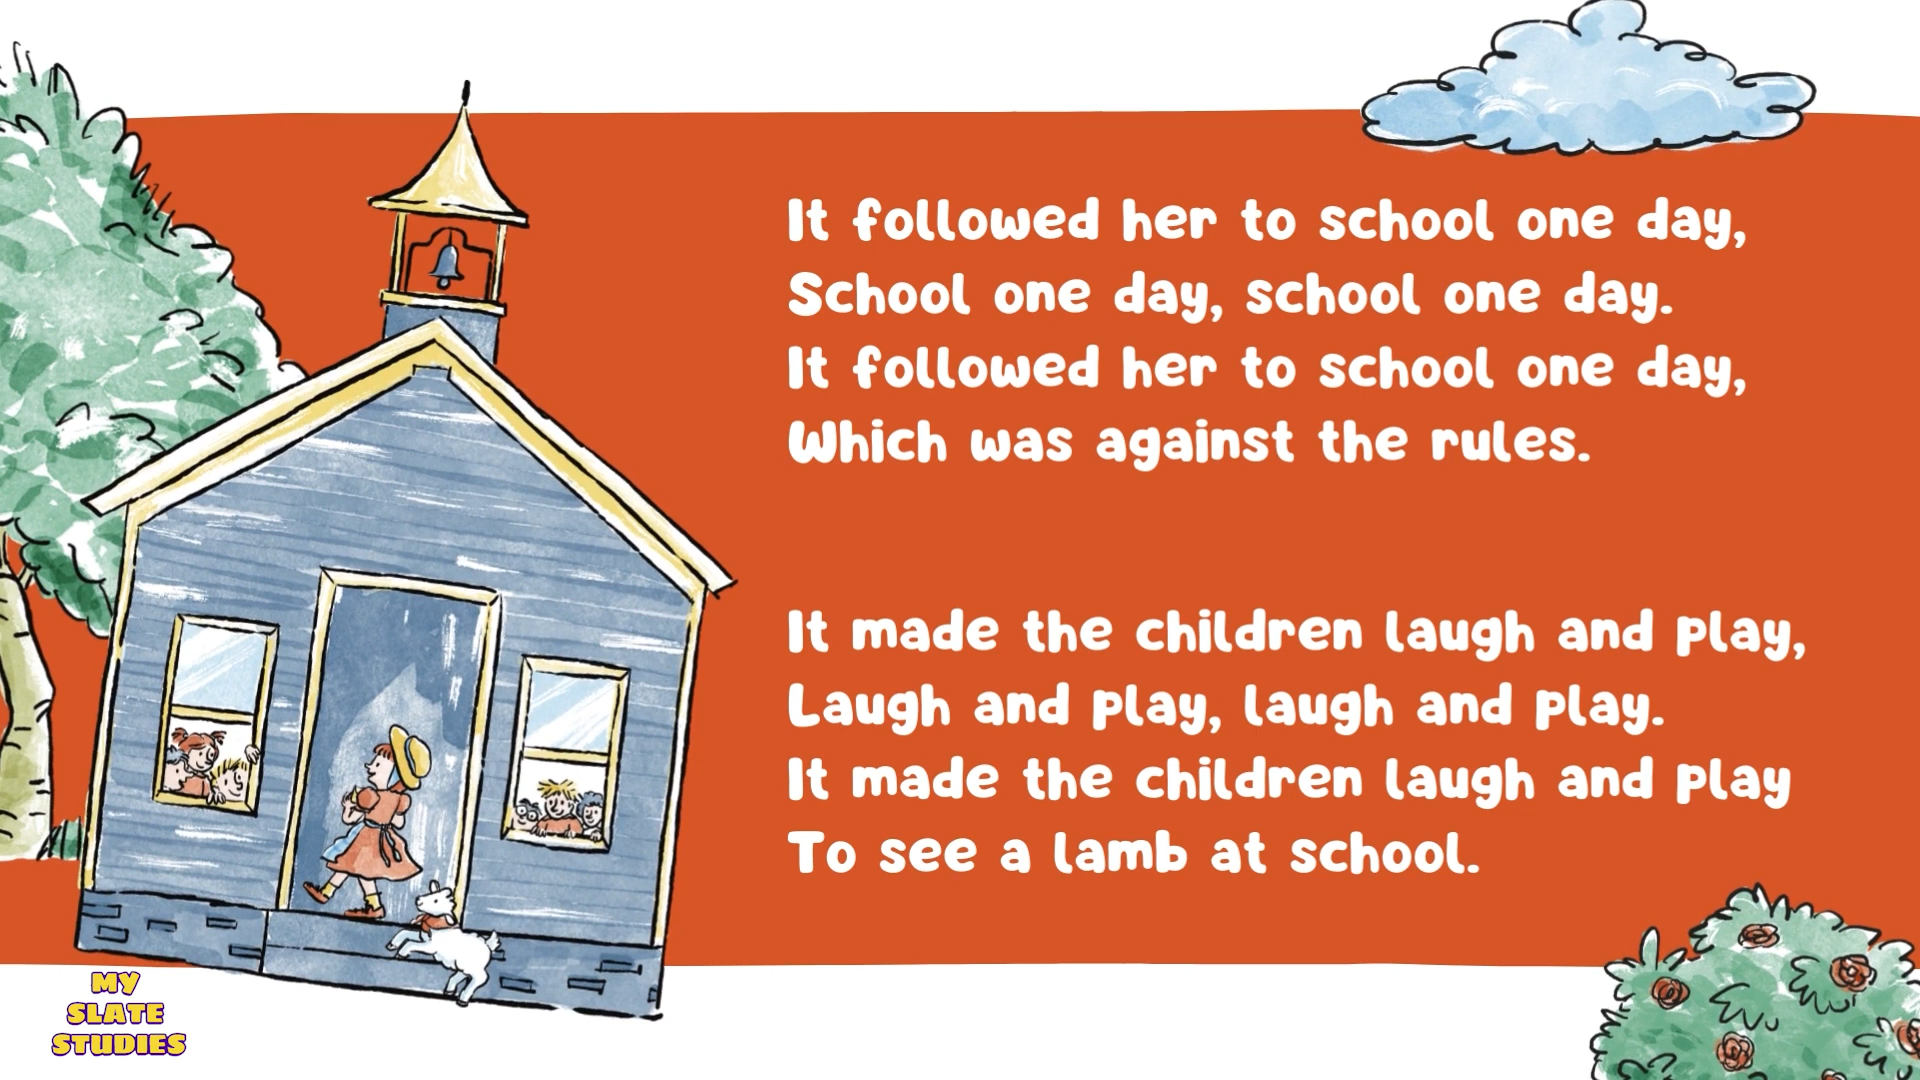 It followed her to school one day,
School one day, school one day.
It followed her to school one day,
Which was against the rules.
It made the children laugh and play,
Laugh and play, laugh and play.
It made the children laugh and play
To see a lamb at school.
MY
SLATE
STUDIES